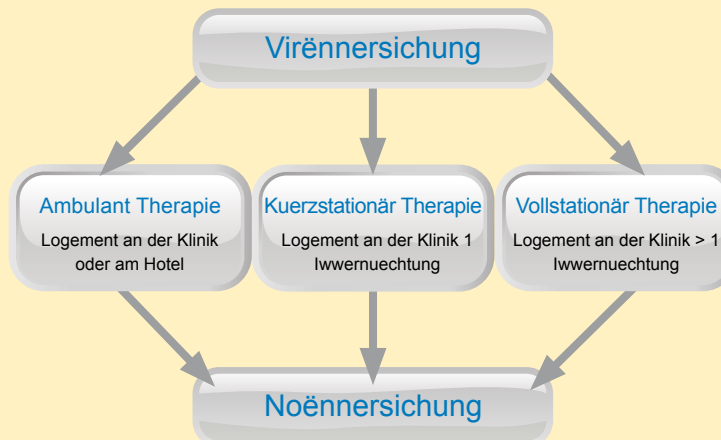 Virënnersichung
Ambulant Therapie
Logement an der Klinik
oder am Hotel
Kuerzstationär Therapie
Logement an der Klinik 1
Iwwernuechtung
Vollstationär Therapie
Logement an der Klinik > 1
Iwwernuechtung
Noënnersichung